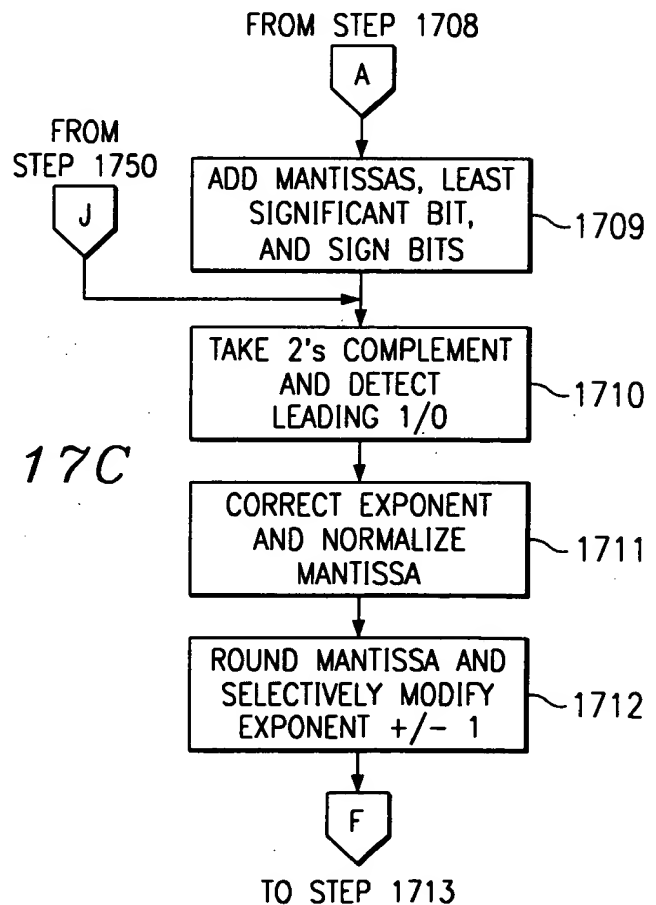 FROM STEP 1708
A
FROM
STEP 1750
J
ADD MANTISSAS, LEAST
SIGNIFICANT BIT,
AND SIGN BITS
1709
TAKE 2's COMPLEMENT
AND DETECT
LEADING 1/0
1710
17C
CORRECT EXPONENT
AND NORMALIZE
MANTISSA
1711
ROUND MANTISSA AND
SELECTIVELY MODIFY
EXPONENT +/- 1
1712
F
TO STEP 1713